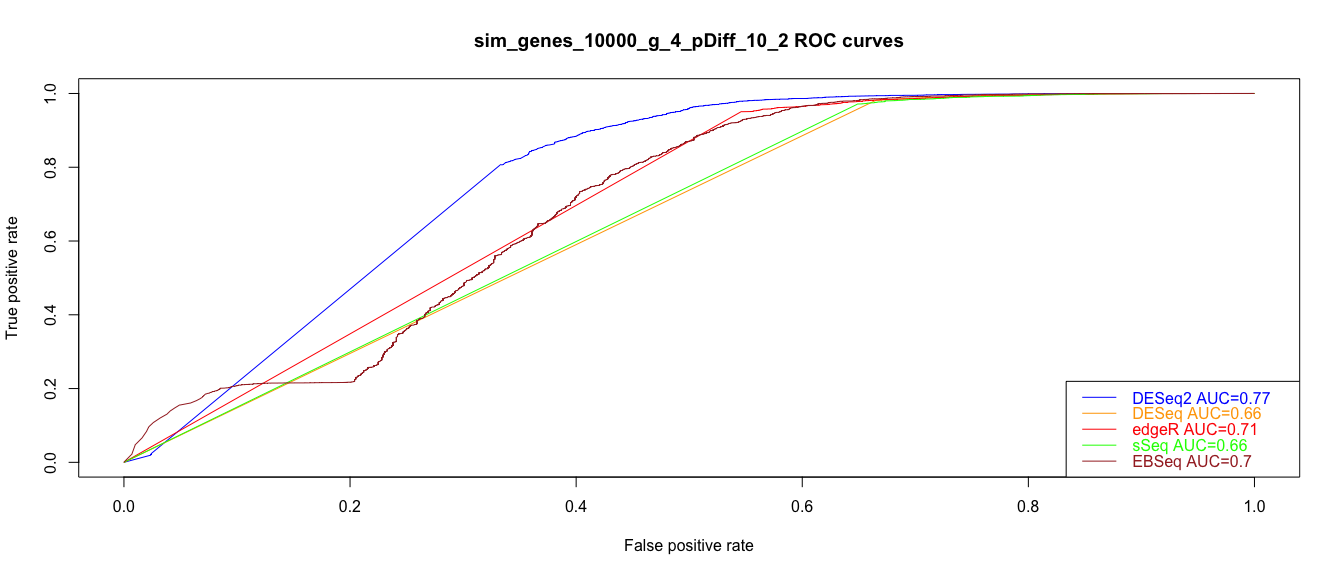 sim_genes_10000_g_4_pDiff_10_2 ROC curves
True positive rate
1.0
0.8
0.6
0.4
0.2
0.0
DESeq2 AUC=0.77
DESeq AUC=0.66
edgeR AUC=0.71
sSeq AUC=0.66
EBSeq AUC=0.7
0.0 0.2 0.4 0.6 0.8 1.0
False positive rate